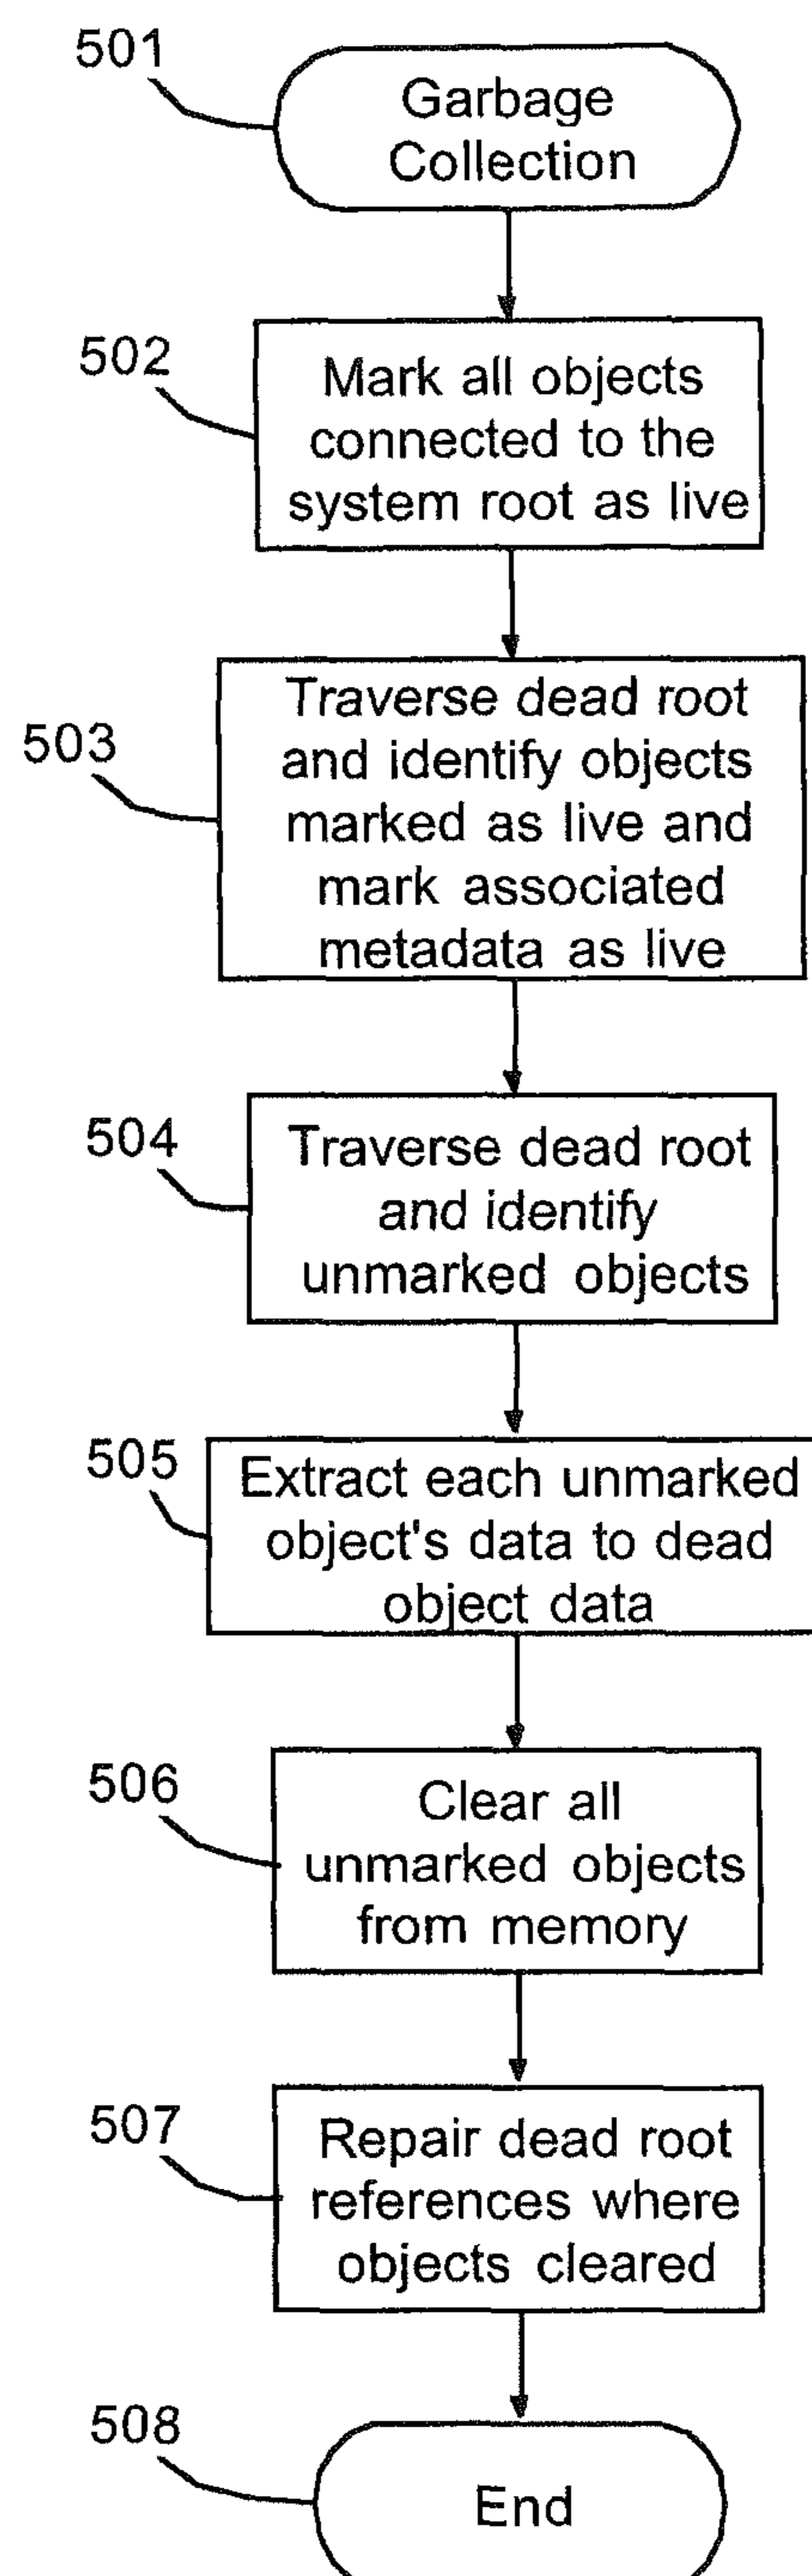 501
Garbage
Collection
502
Mark all objects
connected to the
system root as live
503
Traverse dead root
and identify objects
marked as live and
mark associated
metadata as live
504
Traverse dead root
and identify
unmarked objects
505
Extract each unmarked
object's data to dead
object data
506
Clear all
unmarked objects
from memory
507
Repair dead root
references where
objects cleared
508
End